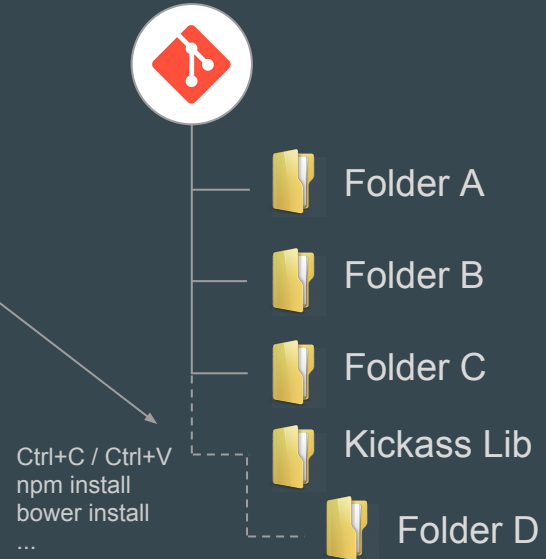 Folder A
Folder B
Folder C
Kickass Lib
Folder D
Ctrl+C / Ctrl+V
npm install
bower install
...